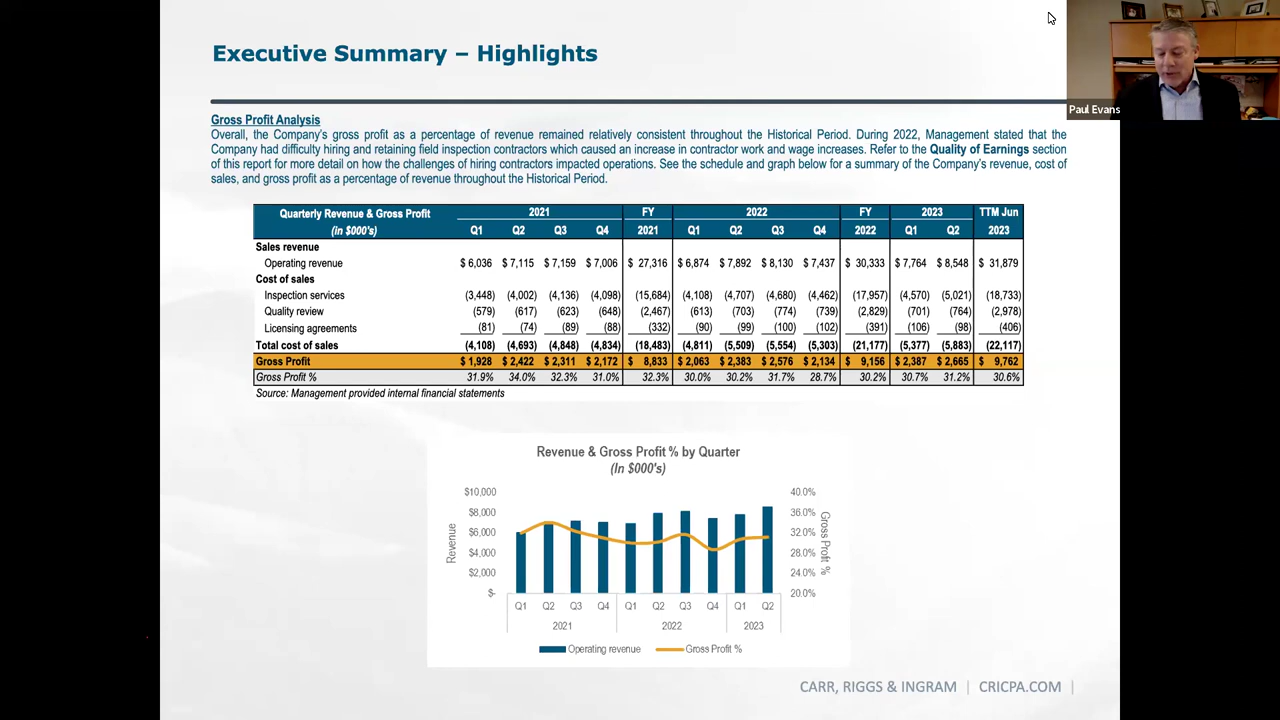 Executive Summary – Highlights
Paul Evans
Gross Profit Analysis
Overall, the Company's gross profit as a percentage of revenue remained relatively consistent throughout the Historical Period. During 2022, Management stated that the
Company had difficulty hiring and retaining field inspection contractors which caused an increase in contractor work and wage increases. Refer to the Quality of Earnings section
of this report for more detail on how the challenges of hiring contractors impacted operations. See the schedule and graph below for a summary of the Company's revenue, cost of
sales, and gross profit as a percentage of revenue throughout the Historical Period.
Quarterly Revenue & Gross Profit 2021 FY 2022 FY 2023 TTM Jun
(in $000's) Q1 Q2 Q3 Q4 2021 Q1 Q2 Q3 Q4 2022 Q1 Q2 2023
Sales revenue
Operating revenue $ 6,036 $ 7,115 $ 7,159 $ 7,006 $ 27,316 $ 6,874 $ 7,892 $ 8,130 $ 7,437 $ 30,333 $ 7,764 $ 8,548 $ 31,879
Cost of sales
Inspection services (3,448) (4,002) (4,136) (4,098) (15,684) (4,108) (4,707) (4,680) (4,462) (17,957) (4,570) (5,021) (18,733)
Quality review (579) (617) (623) (648) (2,467) (613) (703) (774) (739) (2,829) (701) (764) (2,978)
Licensing agreements (81) (74) (89) (88) (332) (90) (99) (100) (102) (391) (106) (98) (406)
Total cost of sales (4,108) (4,693) (4,848) (4,834) (18,483) (4,811) (5,509) (5,554) (5,303) (21,177) (5,377) (5,883) (22,117)
Gross Profit $ 1,928 $ 2,422 $ 2,311 $ 2,172 $ 8,833 $ 2,063 $ 2,383 $ 2,576 $ 2,134 $ 9,156 $ 2,387 $ 2,665 $ 9,762
Gross Profit % 31.9% 34.0% 32.3% 31.0% 32.3% 30.0% 30.2% 31.7% 28.7% 30.2% 30.7% 31.2% 30.6%
Source: Management provided internal financial statements
Revenue & Gross Profit % by Quarter
(In $000's)
$10,000 40.0%
$8,000 36.0%
$6,000 32.0%
$4,000 28.0%
$2,000 24.0%
$- 20.0%
Revenue
Gross Profit %
Q1 Q2 Q3 Q4 Q1 Q2 Q3 Q4 Q1 Q2
2021 2022 2023
Operating revenue Gross Profit %
CARR, RIGGS & INGRAM | CRICPA.COM |